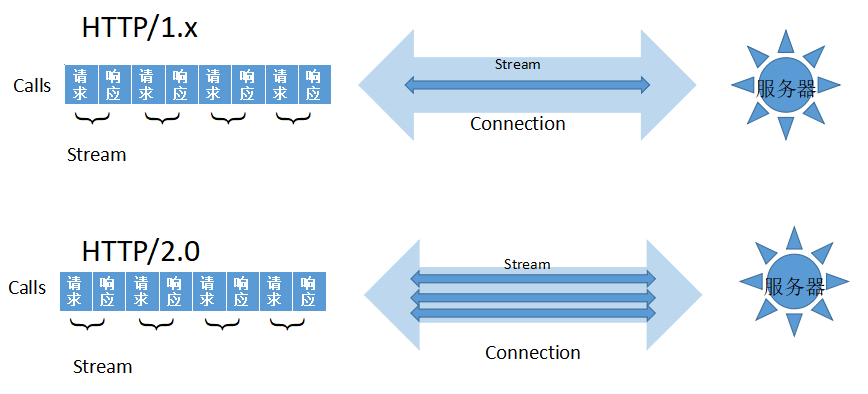 HTTP/1.x
Calls
请求 响应 请求 响应 请求 响应 请求 响应
Stream
Stream
Connection
服务器
HTTP/2.0
Calls
请求 响应 请求 响应 请求 响应 请求 响应
Stream
Stream
Connection
服务器